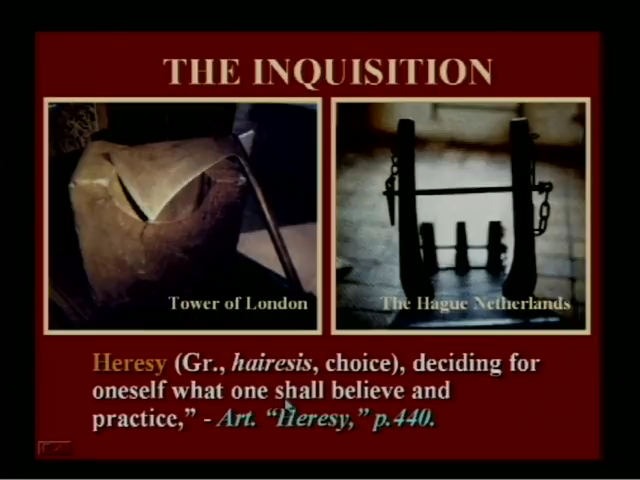 THE INQUISITION
Tower of London
The Hague Netherlands
Heresy (Gr., hairesis, choice), deciding for
oneself what one shall believe and
practice,” - Art. “Heresy,” p.440.